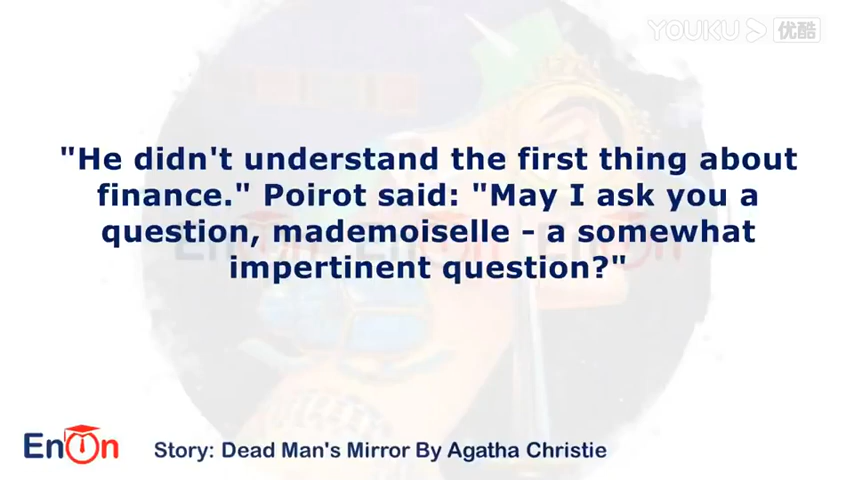 YOUKU 优酷
"He didn't understand the first thing about
finance." Poirot said: "May I ask you a
question, mademoiselle - a somewhat
impertinent question?"
EnOn
Story: Dead Man's Mirror By Agatha Christie